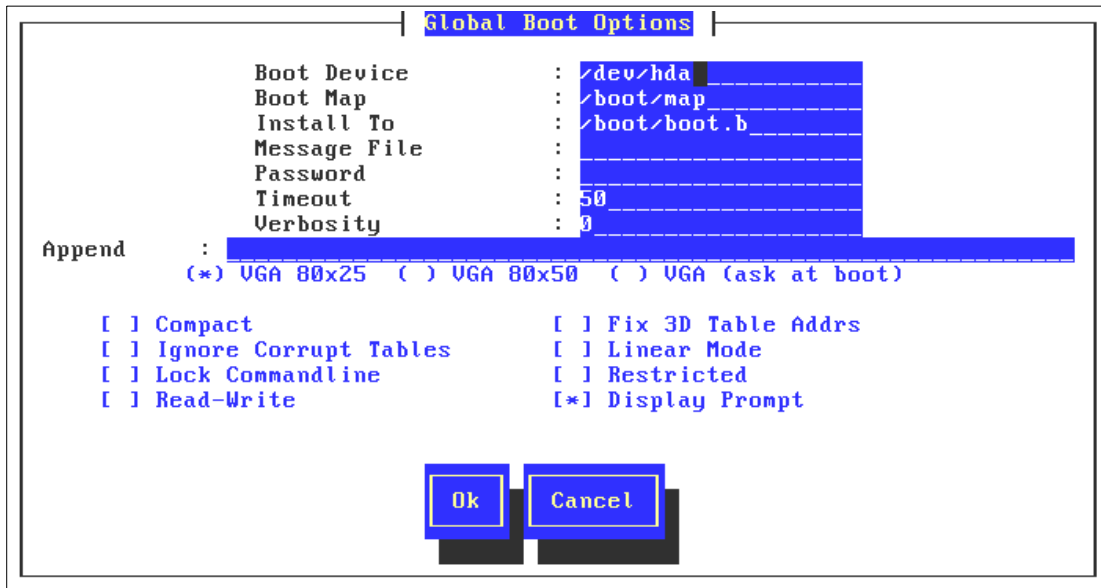 Global Boot Options
Boot Device : /dev/hda
Boot Map : /boot/map
Install To : /boot/boot.b
Message File :
Password :
Timeout : 50
Verbosity : 0
Append :
(*) VGA 80x25 ( ) VGA 80x50 ( ) VGA (ask at boot)
[ ] Compact [ ] Fix 3D Table Addrs
[ ] Ignore Corrupt Tables [ ] Linear Mode
[ ] Lock Commandline [ ] Restricted
[ ] Read-Write [*] Display Prompt
Ok Cancel